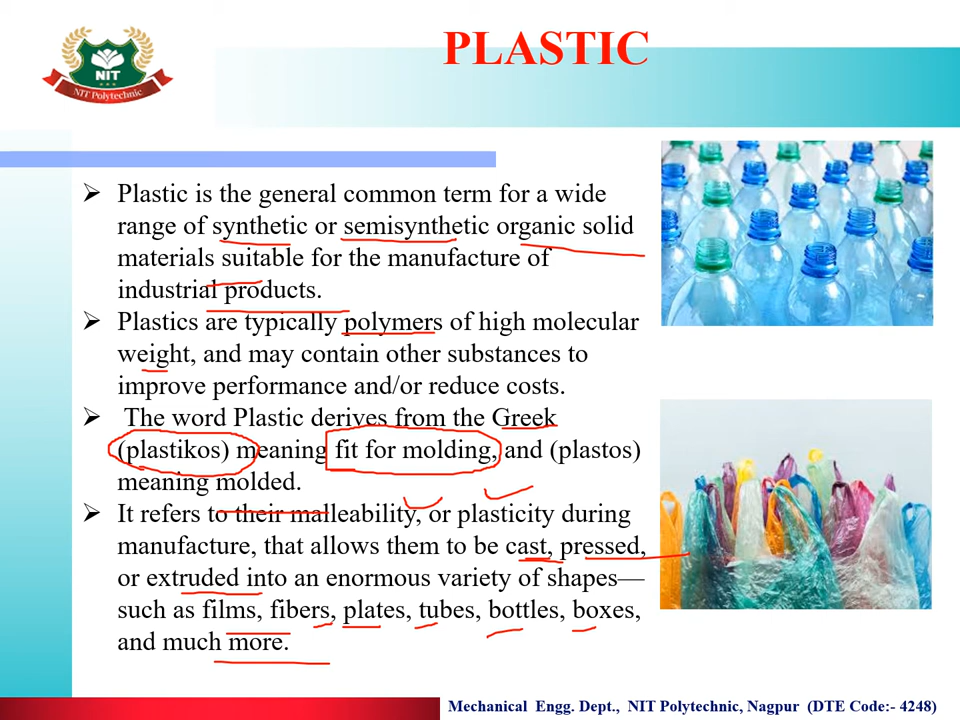 PLASTIC
NIT
NIT Polytechnic
➢ Plastic is the general common term for a wide
range of synthetic or semisynthetic organic solid
materials suitable for the manufacture of
industrial products.
➢ Plastics are typically polymers of high molecular
weight, and may contain other substances to
improve performance and/or reduce costs.
➢ The word Plastic derives from the Greek
(plastikos) meaning fit for molding, and (plastos)
meaning molded.
➢ It refers to their malleability, or plasticity during
manufacture, that allows them to be cast, pressed,
or extruded into an enormous variety of shapes—
such as films, fibers, plates, tubes, bottles, boxes,
and much more.
Mechanical Engg. Dept., NIT Polytechnic, Nagpur (DTE Code:- 4248)